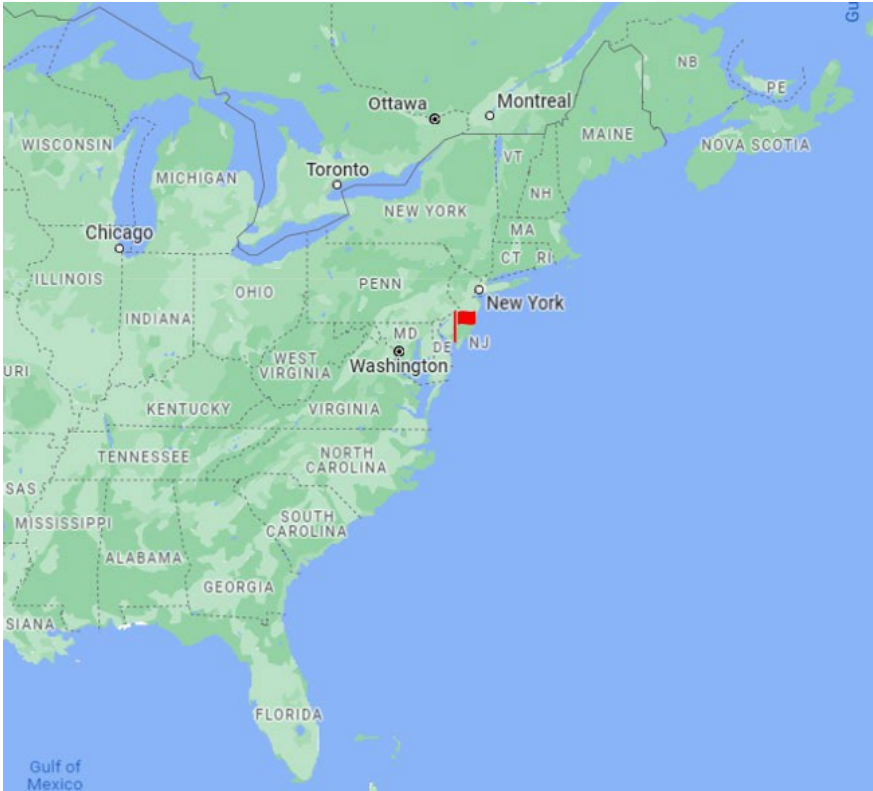 Gu
NB
PE
Ottawa
Montreal
MAINE
WISCONSIN
NOVA SCOTIA
VT
MICHIGAN
Toronto
NH
NEW YORK
MA
Chicago
CT
RI
ILLINOIS
PENN
OHIO
New York
INDIANA
MD
DE
NJ
WEST
VIRGINIA
Washington
URI
KENTUCKY
VIRGINIA
TENNESSEE
NORTH
CAROLINA
SAS
MISSISSIPPI
SOUTH
CAROLINA
ALABAMA
GEORGIA
SIANA
FLORIDA
Gulf of
Mexico